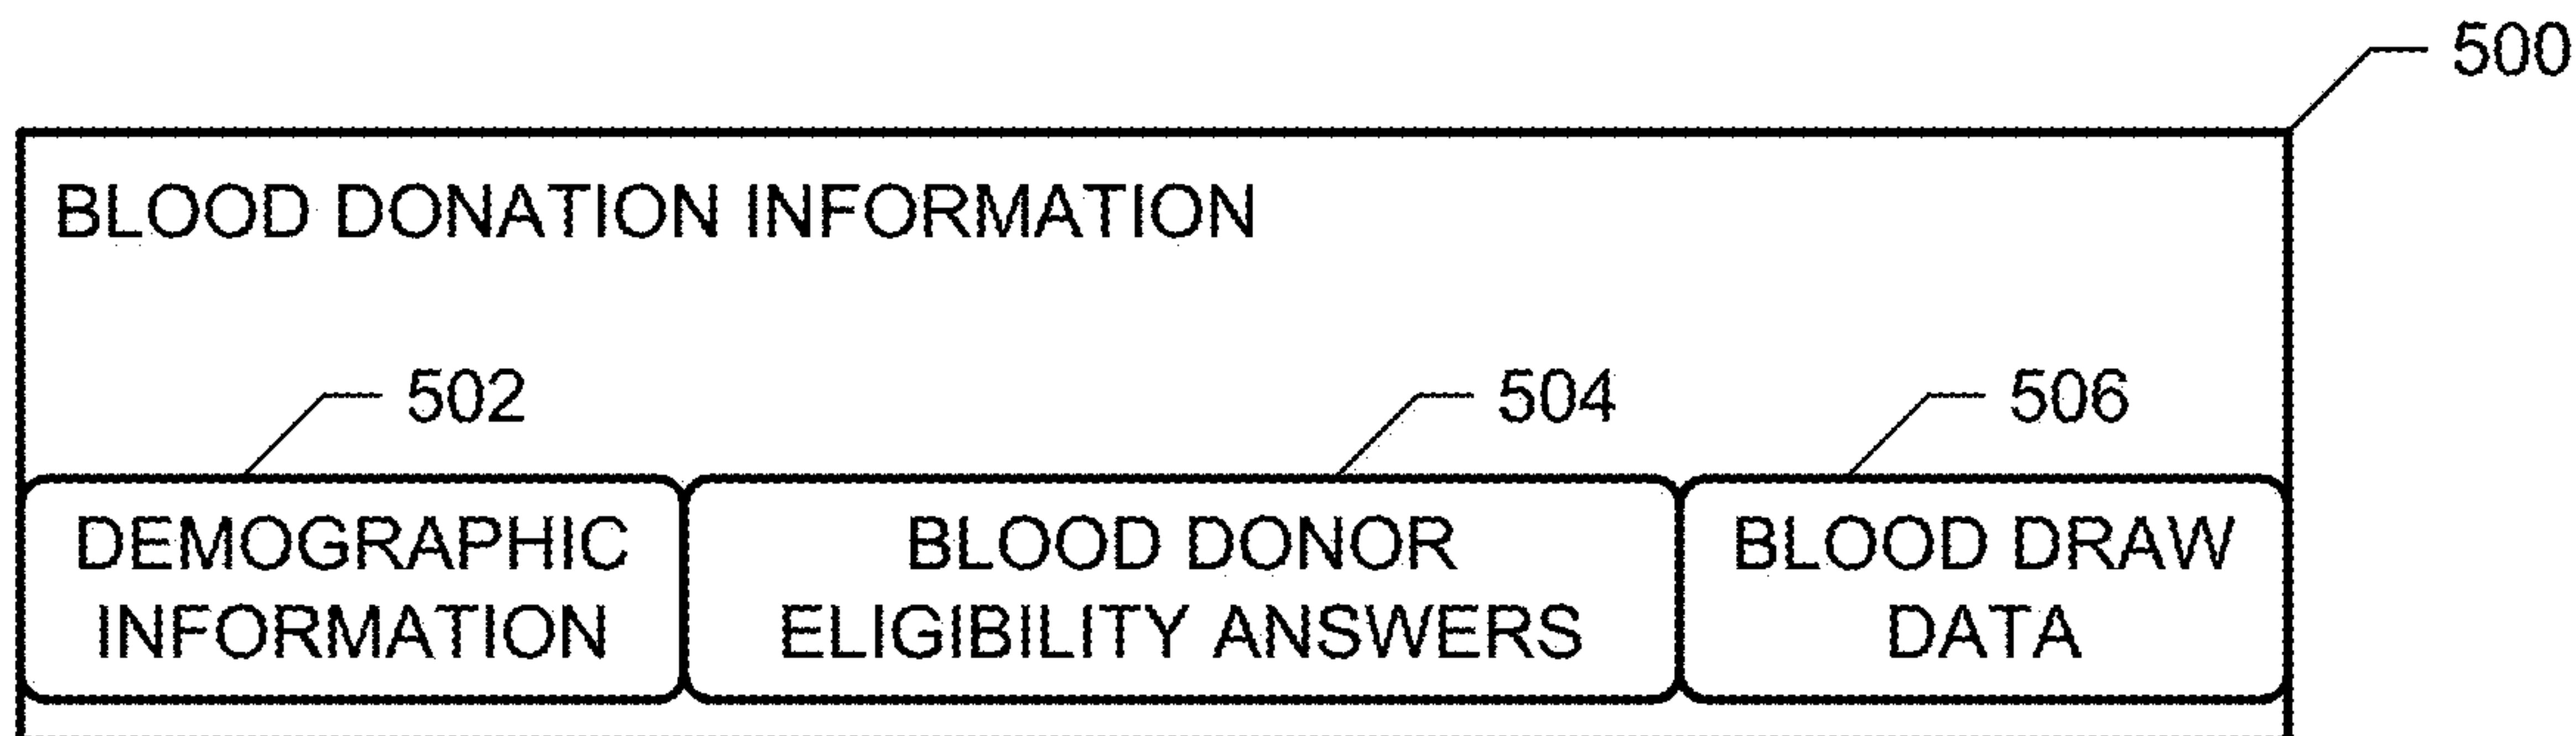 500
BLOOD DONATION INFORMATION
502
504
506
DEMOGRAPHIC
INFORMATION
BLOOD DONOR
ELIGIBILITY ANSWERS
BLOOD DRAW
DATA